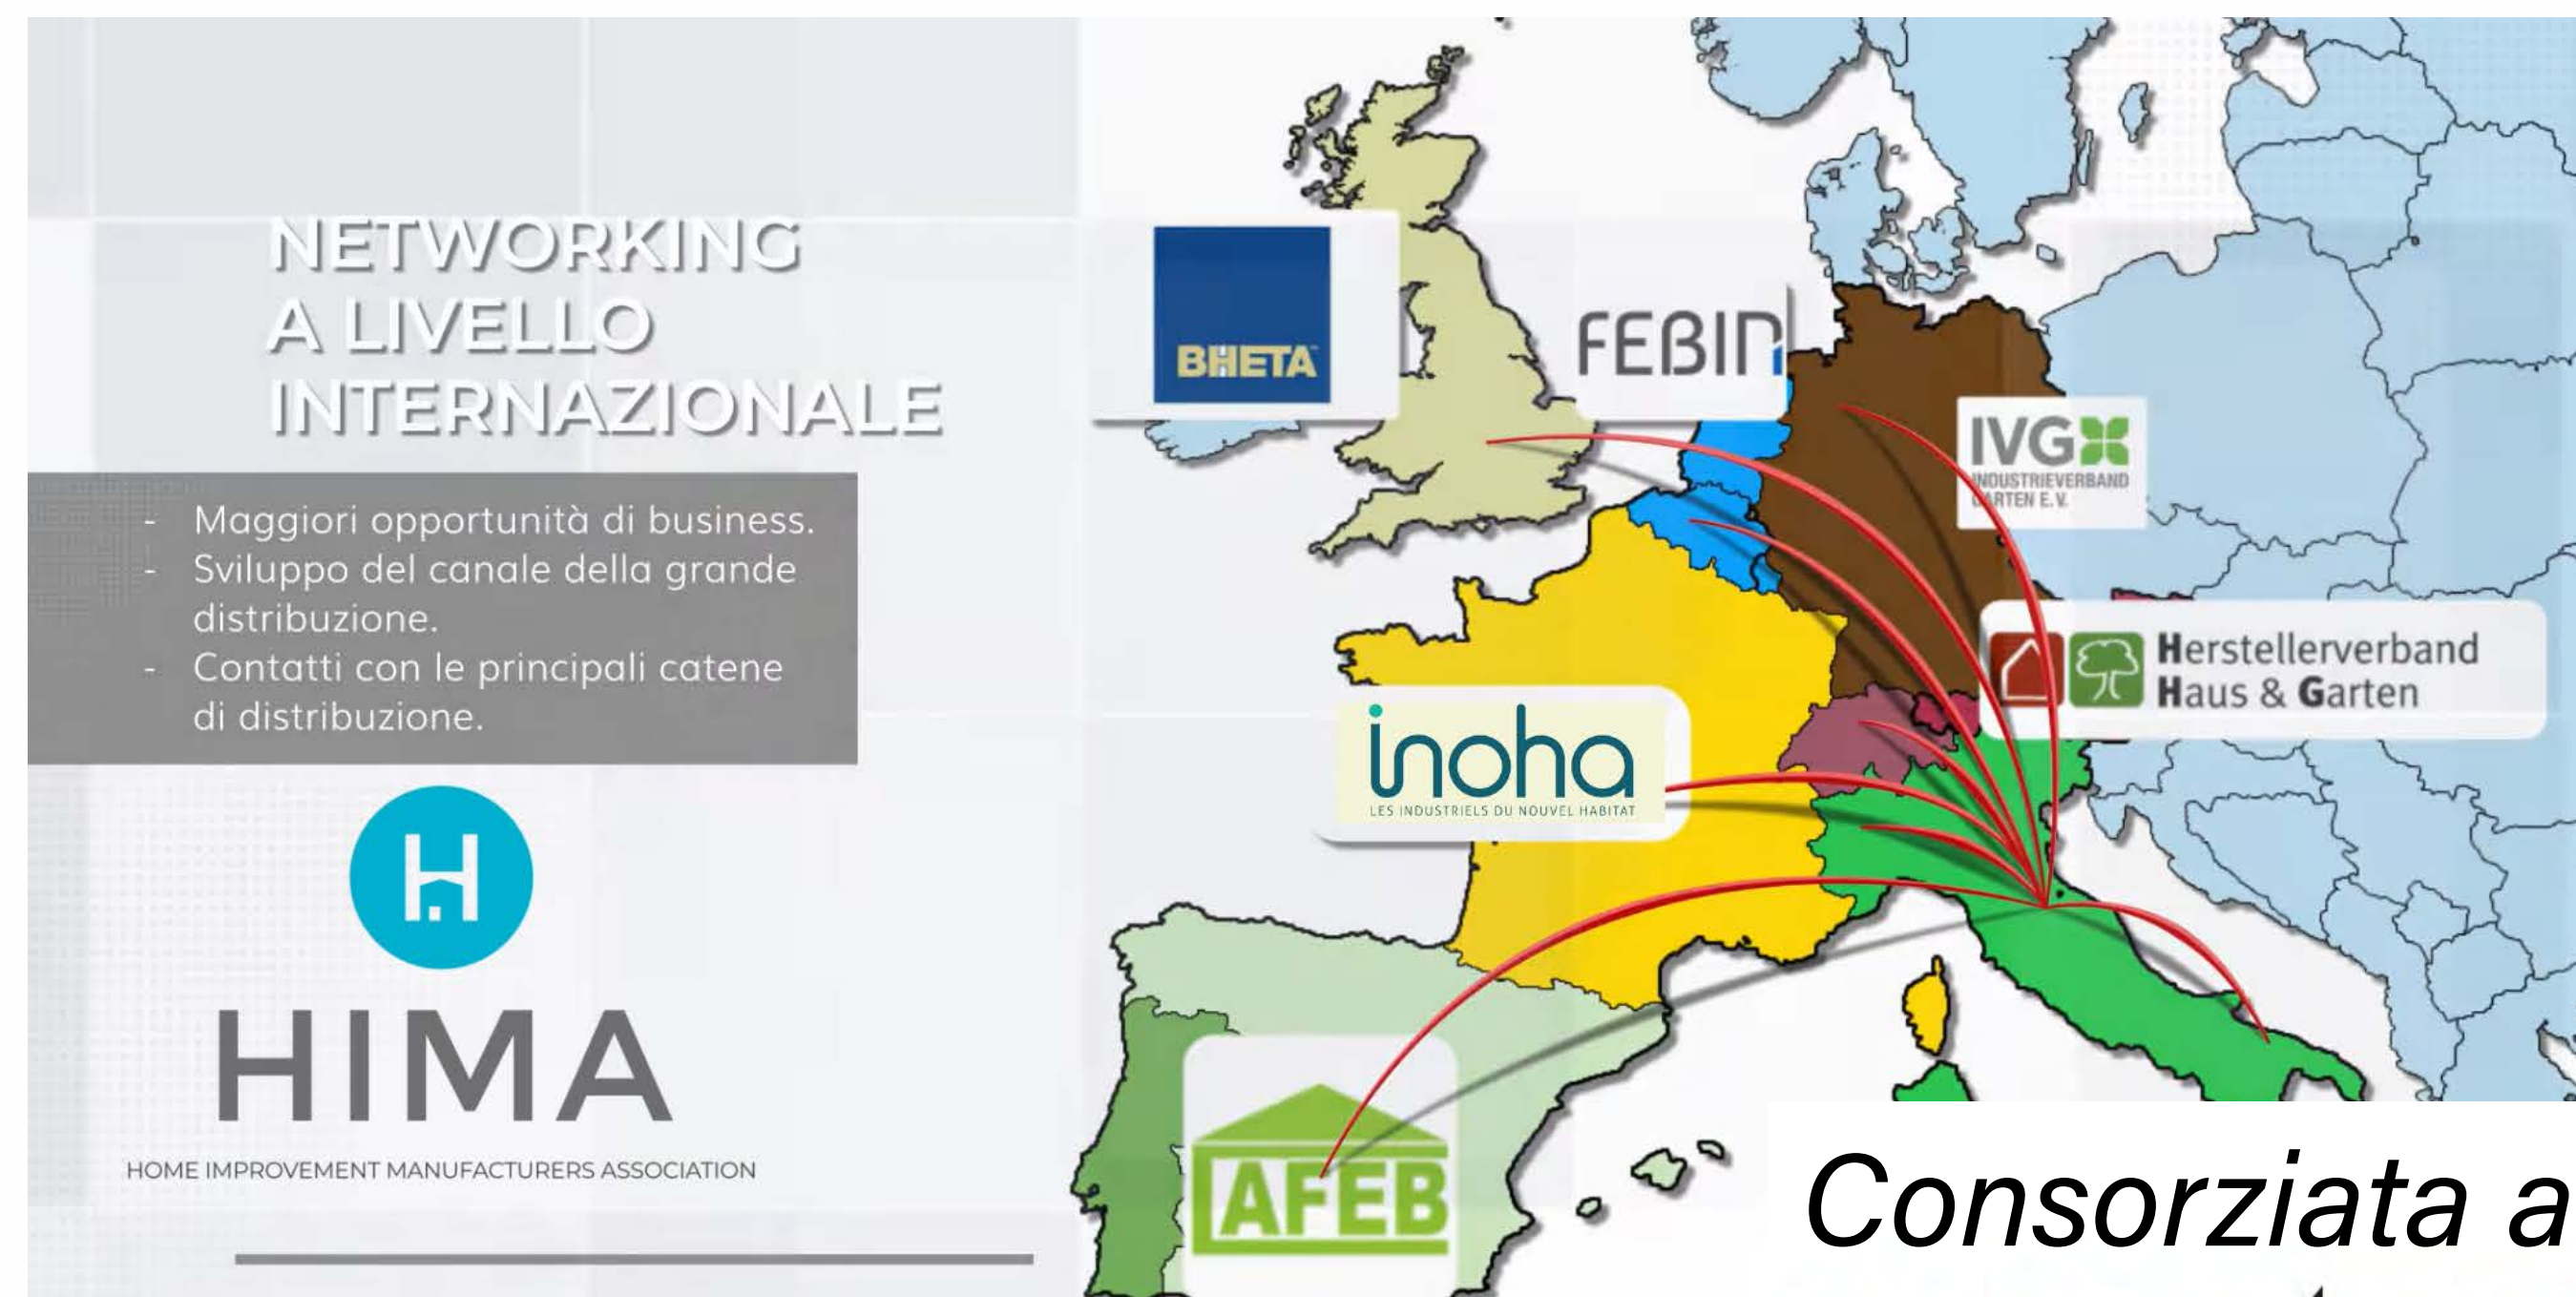 NETWORKING
A LIVELLO
INTERNAZIONALE
- Maggiori opportunità di business.
- Sviluppo del canale della grande
distribuzione.
- Contatti con le principali catene
di distribuzione.
HIMA
HOME IMPROVEMENT MANUFACTURERS ASSOCIATION
BHETA
FEBIN
IVG
INDUSTRIEVERBAND
GARTEN E.V.
Herstellerverband
Haus & Garten
inoha
LES INDUSTRIELS DU NOUVEL HABITAT
AFEB
Consorziata a